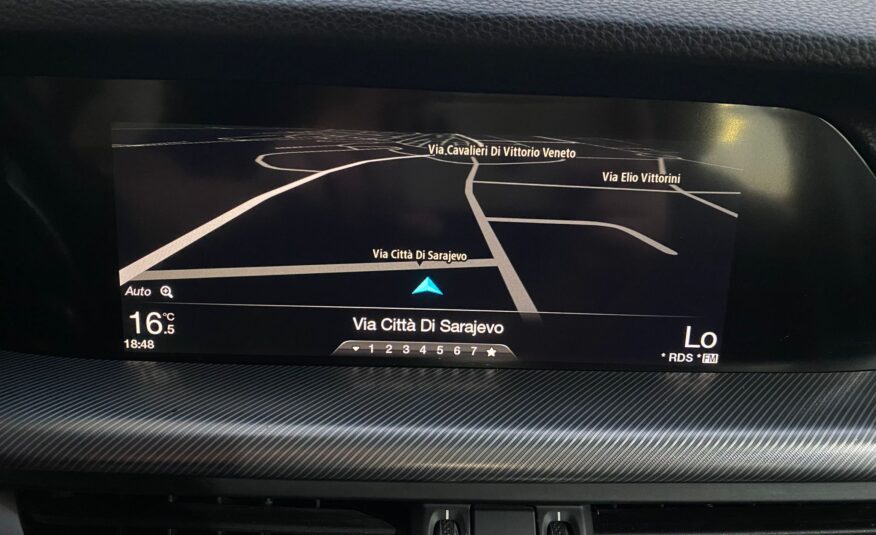 Via Cavalieri Di Vittorio Veneto
Via Elio Vittorini
Via Città Di Sarajevo
Auto
16.5 °C
Via Città Di Sarajevo
Lo
18:48
1 2 3 4 5 6 7
* RDS * FM